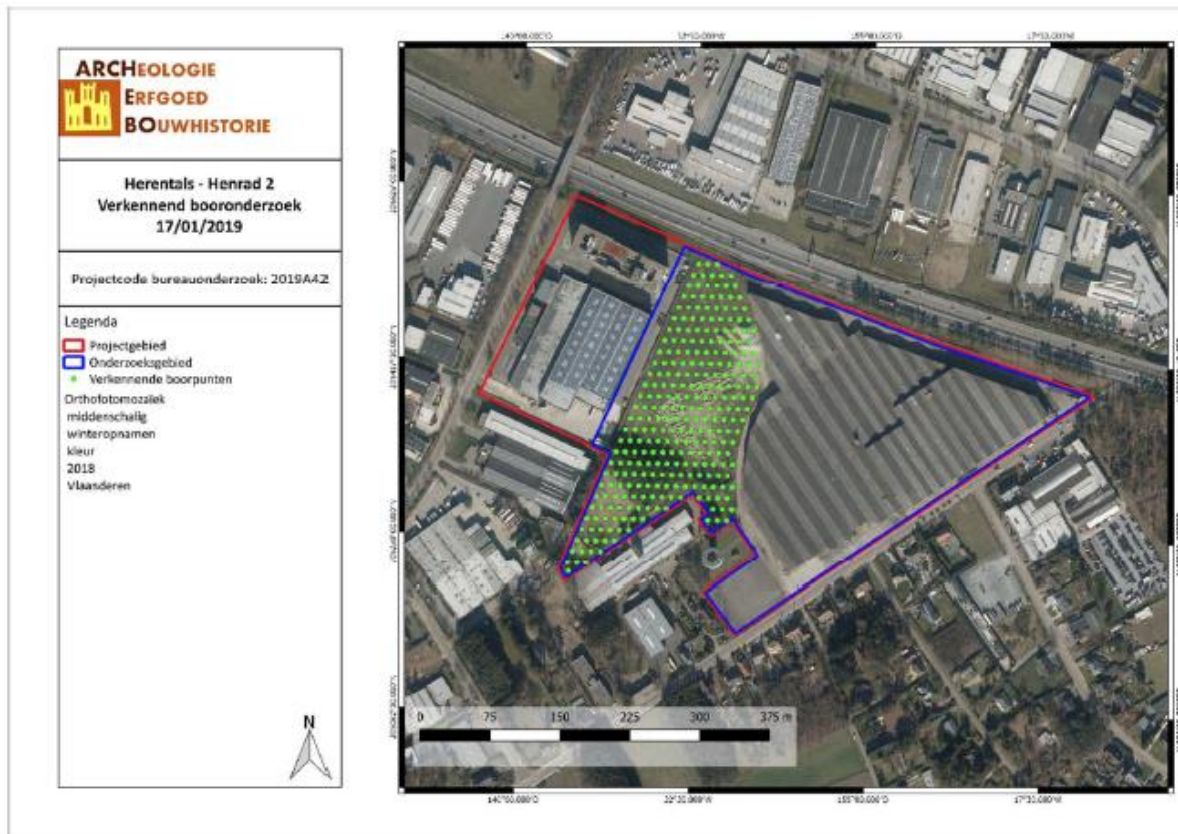 ARCHEOLOGIE
ERFGOED
BOUWHISTORIE
Herentals - Henrad 2
Verkennend booronderzoek
17/01/2019
Projectcode bureauonderzoek: 2019A42
Legenda
Projectgebied
Onderzoeksgebied
Verkennende boorpunten
Orthofotomozaïek
middenschalig
winteropnamen
kleur
2018
Vlaanderen
N
0 75 150 225 300 375 m